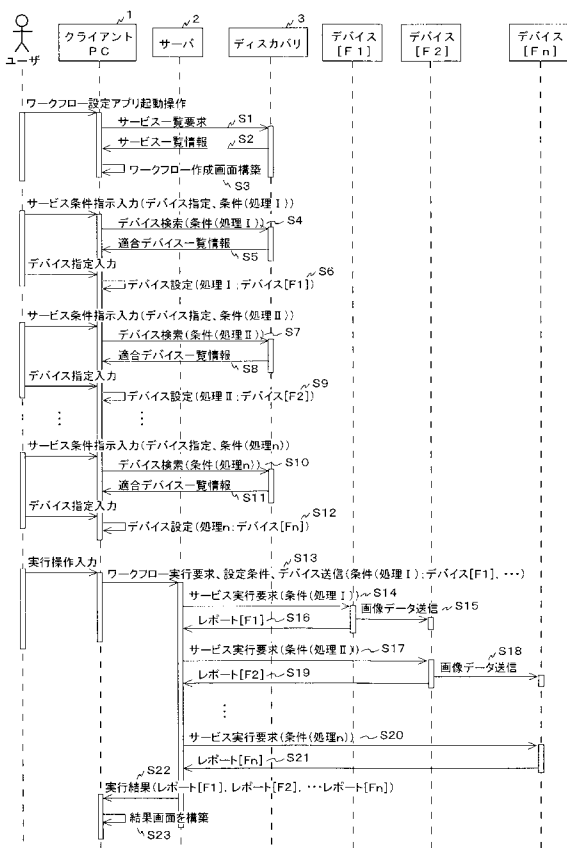 1
2
3
ユーザ
クライアント
PC
サーバ
ディスカバリ
デバイス
[F1]
デバイス
[F2]
デバイス
[Fn]
ワークフロー設定アプリ起動操作
サービス一覧要求 S1
サービス一覧情報 S2
ワークフロー作成画面構築
S3
サービス条件指示入力(デバイス指定、条件(処理Ⅰ))
デバイス検索(条件(処理Ⅰ)) S4
適合デバイス一覧情報
S5
デバイス指定入力
S6
デバイス設定(処理Ⅰ;デバイス[F1])
サービス条件指示入力(デバイス指定、条件(処理Ⅱ))
デバイス検索(条件(処理Ⅱ)) S7
適合デバイス一覧情報
S8
デバイス指定入力
S9
デバイス設定(処理Ⅱ;デバイス[F2])
サービス条件指示入力(デバイス指定、条件(処理n))
デバイス検索(条件(処理n)) S10
適合デバイス一覧情報
S11
デバイス指定入力
S12
デバイス設定(処理n;デバイス[Fn])
実行操作入力
S13
ワークフロー実行要求、設定条件、デバイス送信(条件(処理Ⅰ);デバイス[F1]、…)
サービス実行要求(条件(処理Ⅰ)) S14
画像データ送信 S15
レポート[F1] S16
サービス実行要求(条件(処理Ⅱ)) S17
S18
画像データ送信
レポート[F2] S19
サービス実行要求(条件(処理n)) S20
レポート[Fn] S21
S22
実行結果(レポート[F1]、レポート[F2]、…レポート[Fn])
結果画面を構築
S23